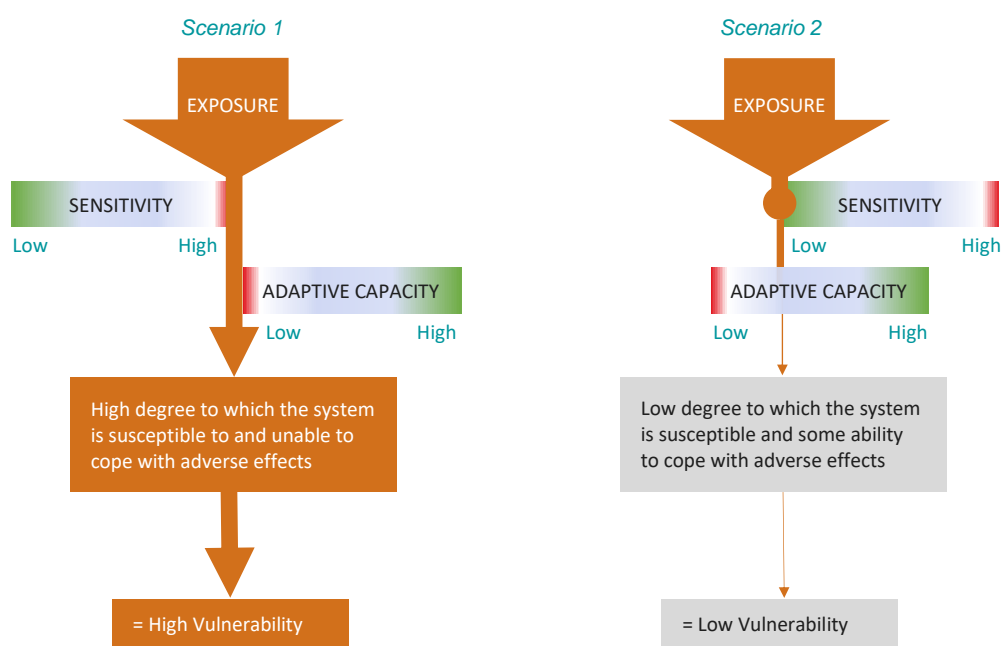 Scenario 1
EXPOSURE
SENSITIVITY
Low High
ADAPTIVE CAPACITY
Low High
High degree to which the system
is susceptible to and unable to
cope with adverse effects
= High Vulnerability
Scenario 2
EXPOSURE
SENSITIVITY
Low High
ADAPTIVE CAPACITY
Low High
Low degree to which the system
is susceptible and some ability
to cope with adverse effects
= Low Vulnerability